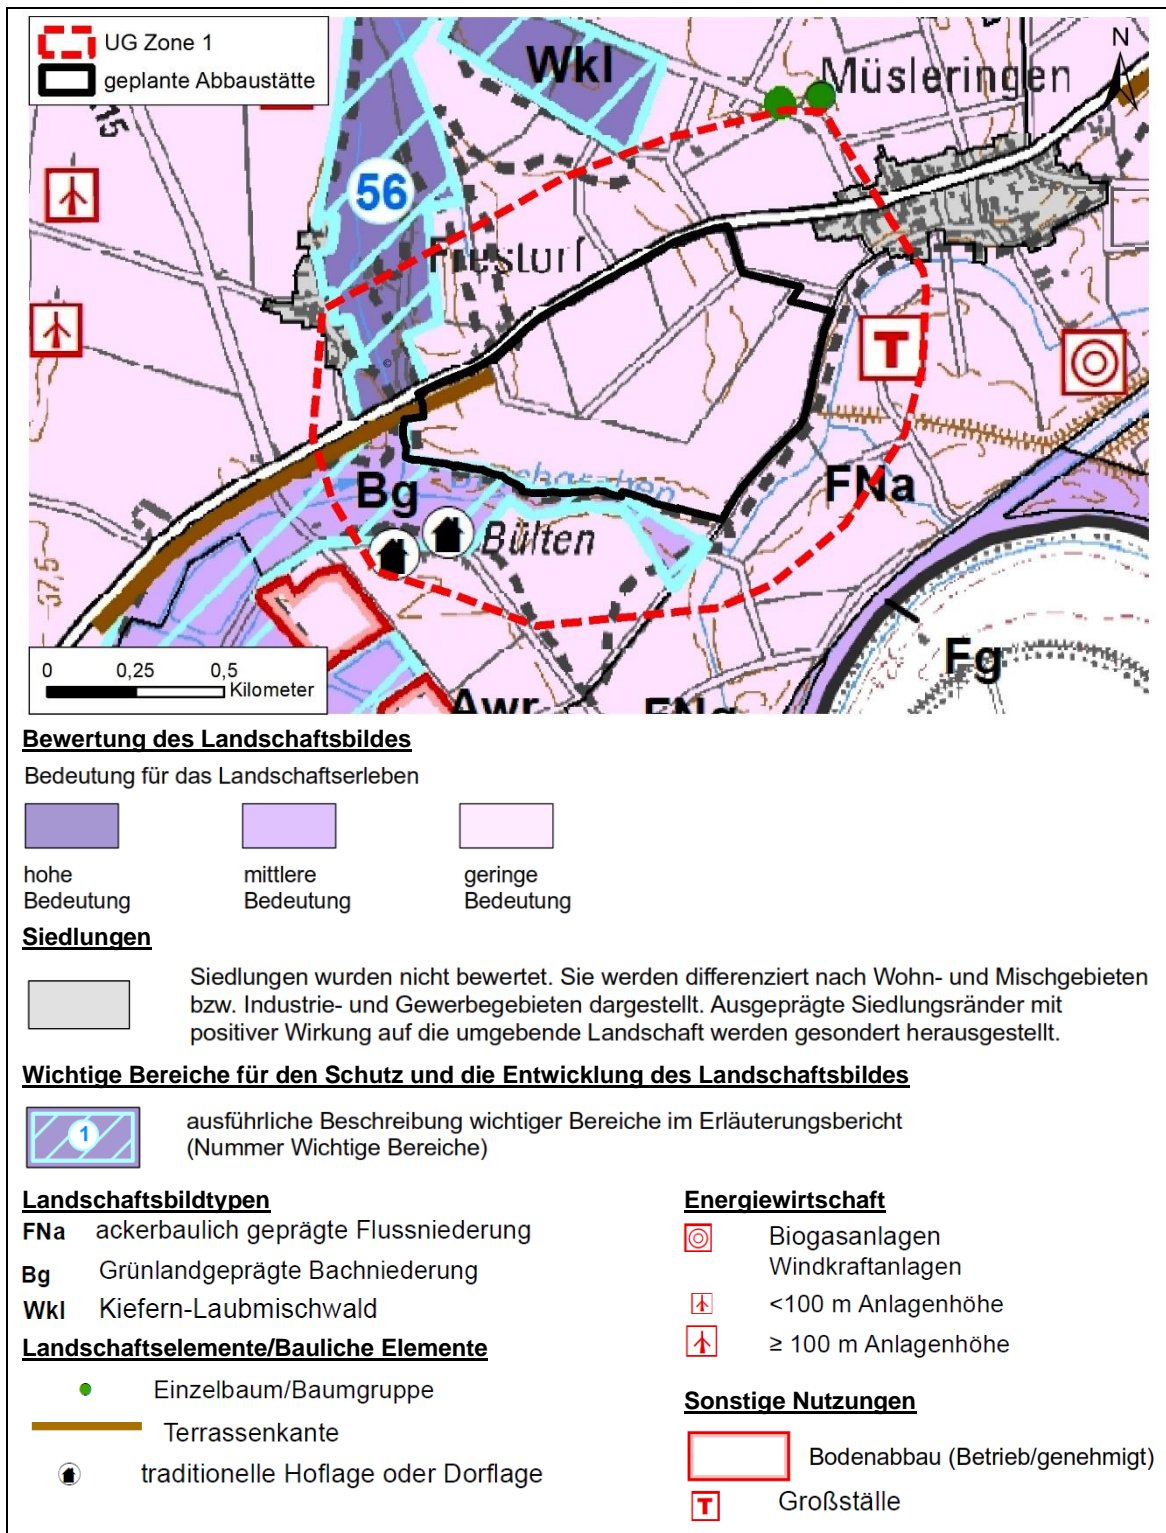 UG Zone 1
geplante Abbaustätte
N
Wkl
Müsleringen
56
Frestorf
T
Bg
FNa
Bülten
37,5
Fg
0 0,25 0,5
Kilometer
Awr
FNa
Bewertung des Landschaftsbildes
Bedeutung für das Landschaftserleben
hohe Bedeutung
mittlere Bedeutung
geringe Bedeutung
Siedlungen
Siedlungen wurden nicht bewertet. Sie werden differenziert nach Wohn- und Mischgebieten
bzw. Industrie- und Gewerbegebieten dargestellt. Ausgeprägte Siedlungsränder mit
positiver Wirkung auf die umgebende Landschaft werden gesondert herausgestellt.
Wichtige Bereiche für den Schutz und die Entwicklung des Landschaftsbildes
1
ausführliche Beschreibung wichtiger Bereiche im Erläuterungsbericht
(Nummer Wichtige Bereiche)
Landschaftsbildtypen
FNa ackerbaulich geprägte Flussniederung
Bg Grünlandgeprägte Bachniederung
Wkl Kiefern-Laubmischwald
Landschaftselemente/Bauliche Elemente
Einzelbaum/Baumgruppe
Terrassenkante
traditionelle Hoflage oder Dorflage
Energiewirtschaft
Biogasanlagen
Windkraftanlagen
<100 m Anlagenhöhe
≥ 100 m Anlagenhöhe
Sonstige Nutzungen
Bodenabbau (Betrieb/genehmigt)
T Großställe